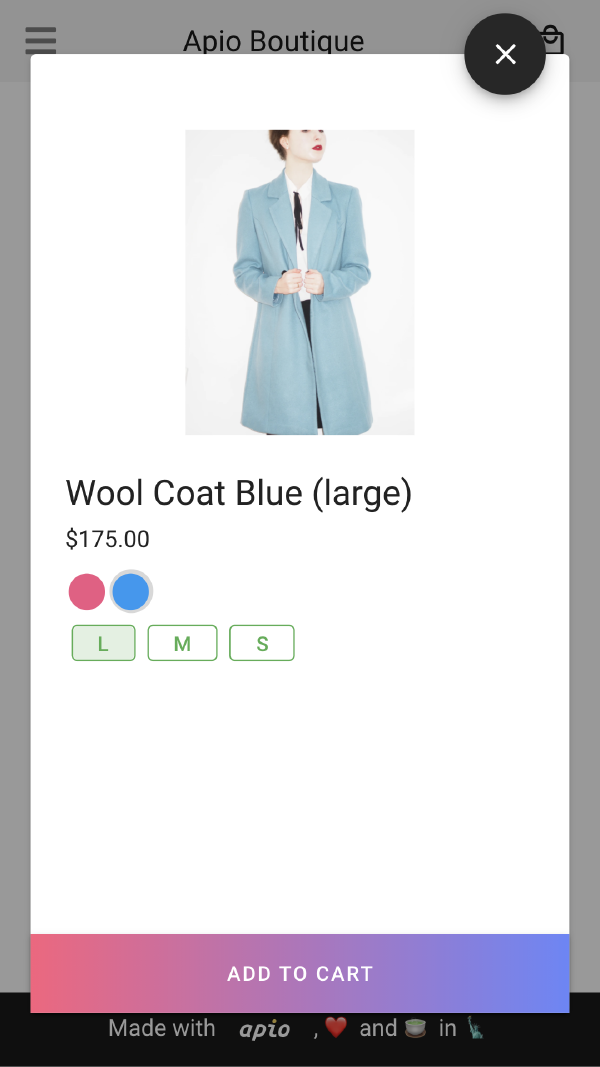 Apio Boutique
Wool Coat Blue (large)
$175.00
L M S
ADD TO CART
Made with apio , ❤️ and 🍵 in 🗽